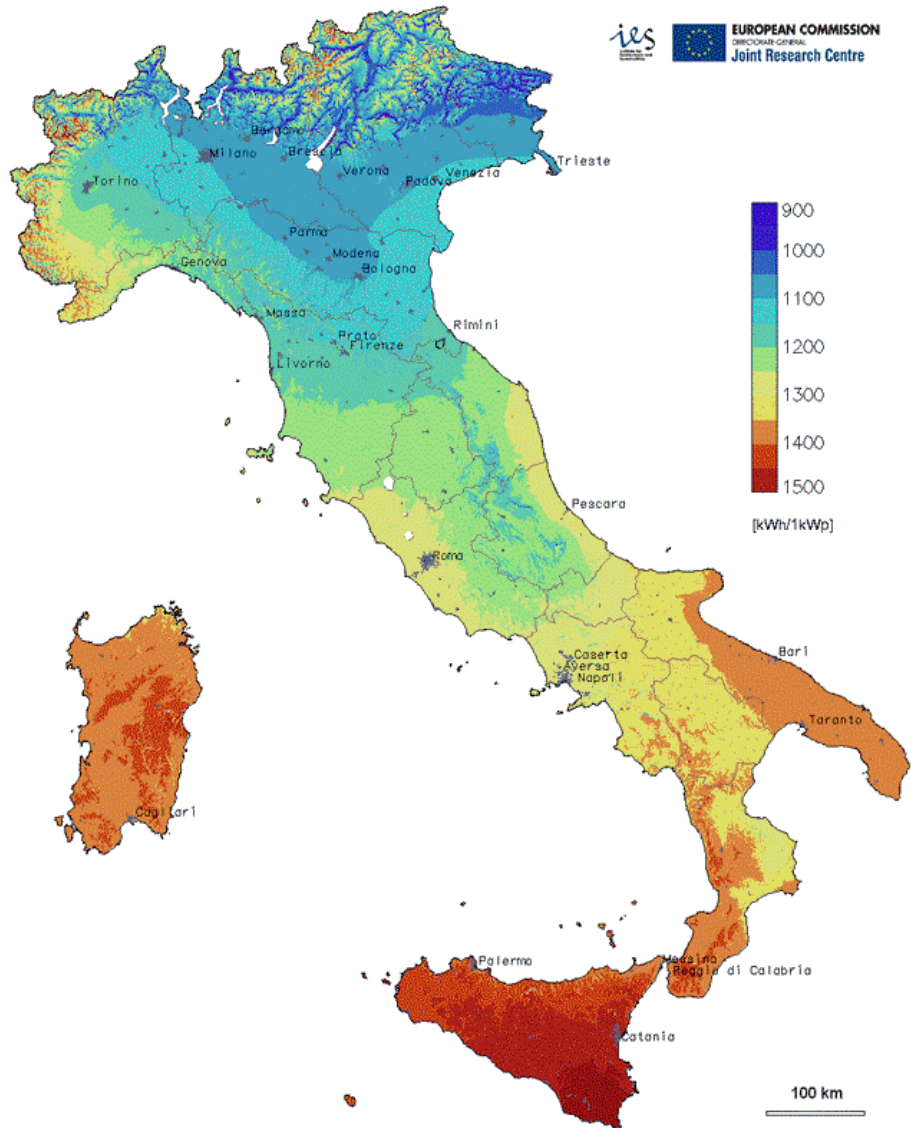 ies
EUROPEAN COMMISSION
DIRECTORATE-GENERAL
Joint Research Centre
Bergamo
Milano
Brescia
Trieste
Verona
Venezia
Padova
Torino
Parma
Modena
Bologna
Genova
Massa
Rimini
Prato
Firenze
Livorno
900
1000
1100
1200
1300
1400
1500
[kWh/1kWp]
Pescara
Roma
Caserta
Aversa
Napoli
Bari
Taranto
Cagliari
Palermo
Messina
Reggio di Calabria
Catania
100 km